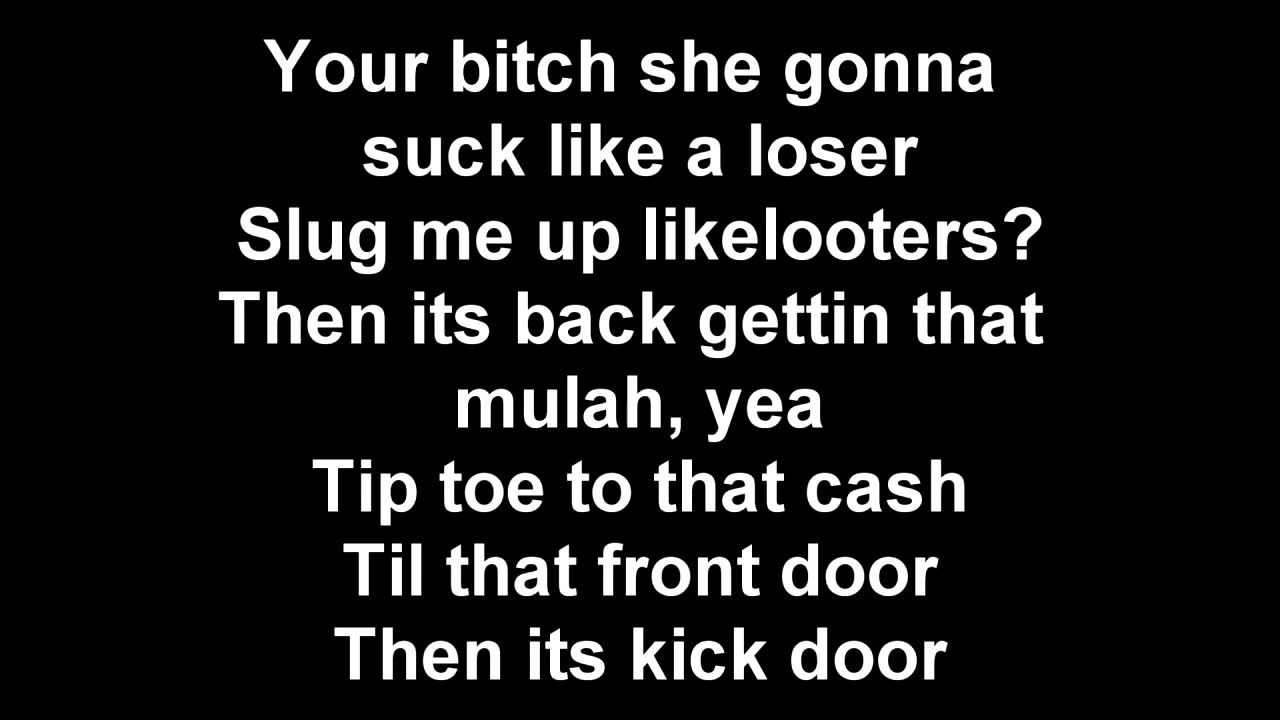 Your bitch she gonna
suck like a loser
Slug me up likelooters?
Then its back gettin that
mulah, yea
Tip toe to that cash
Til that front door
Then its kick door